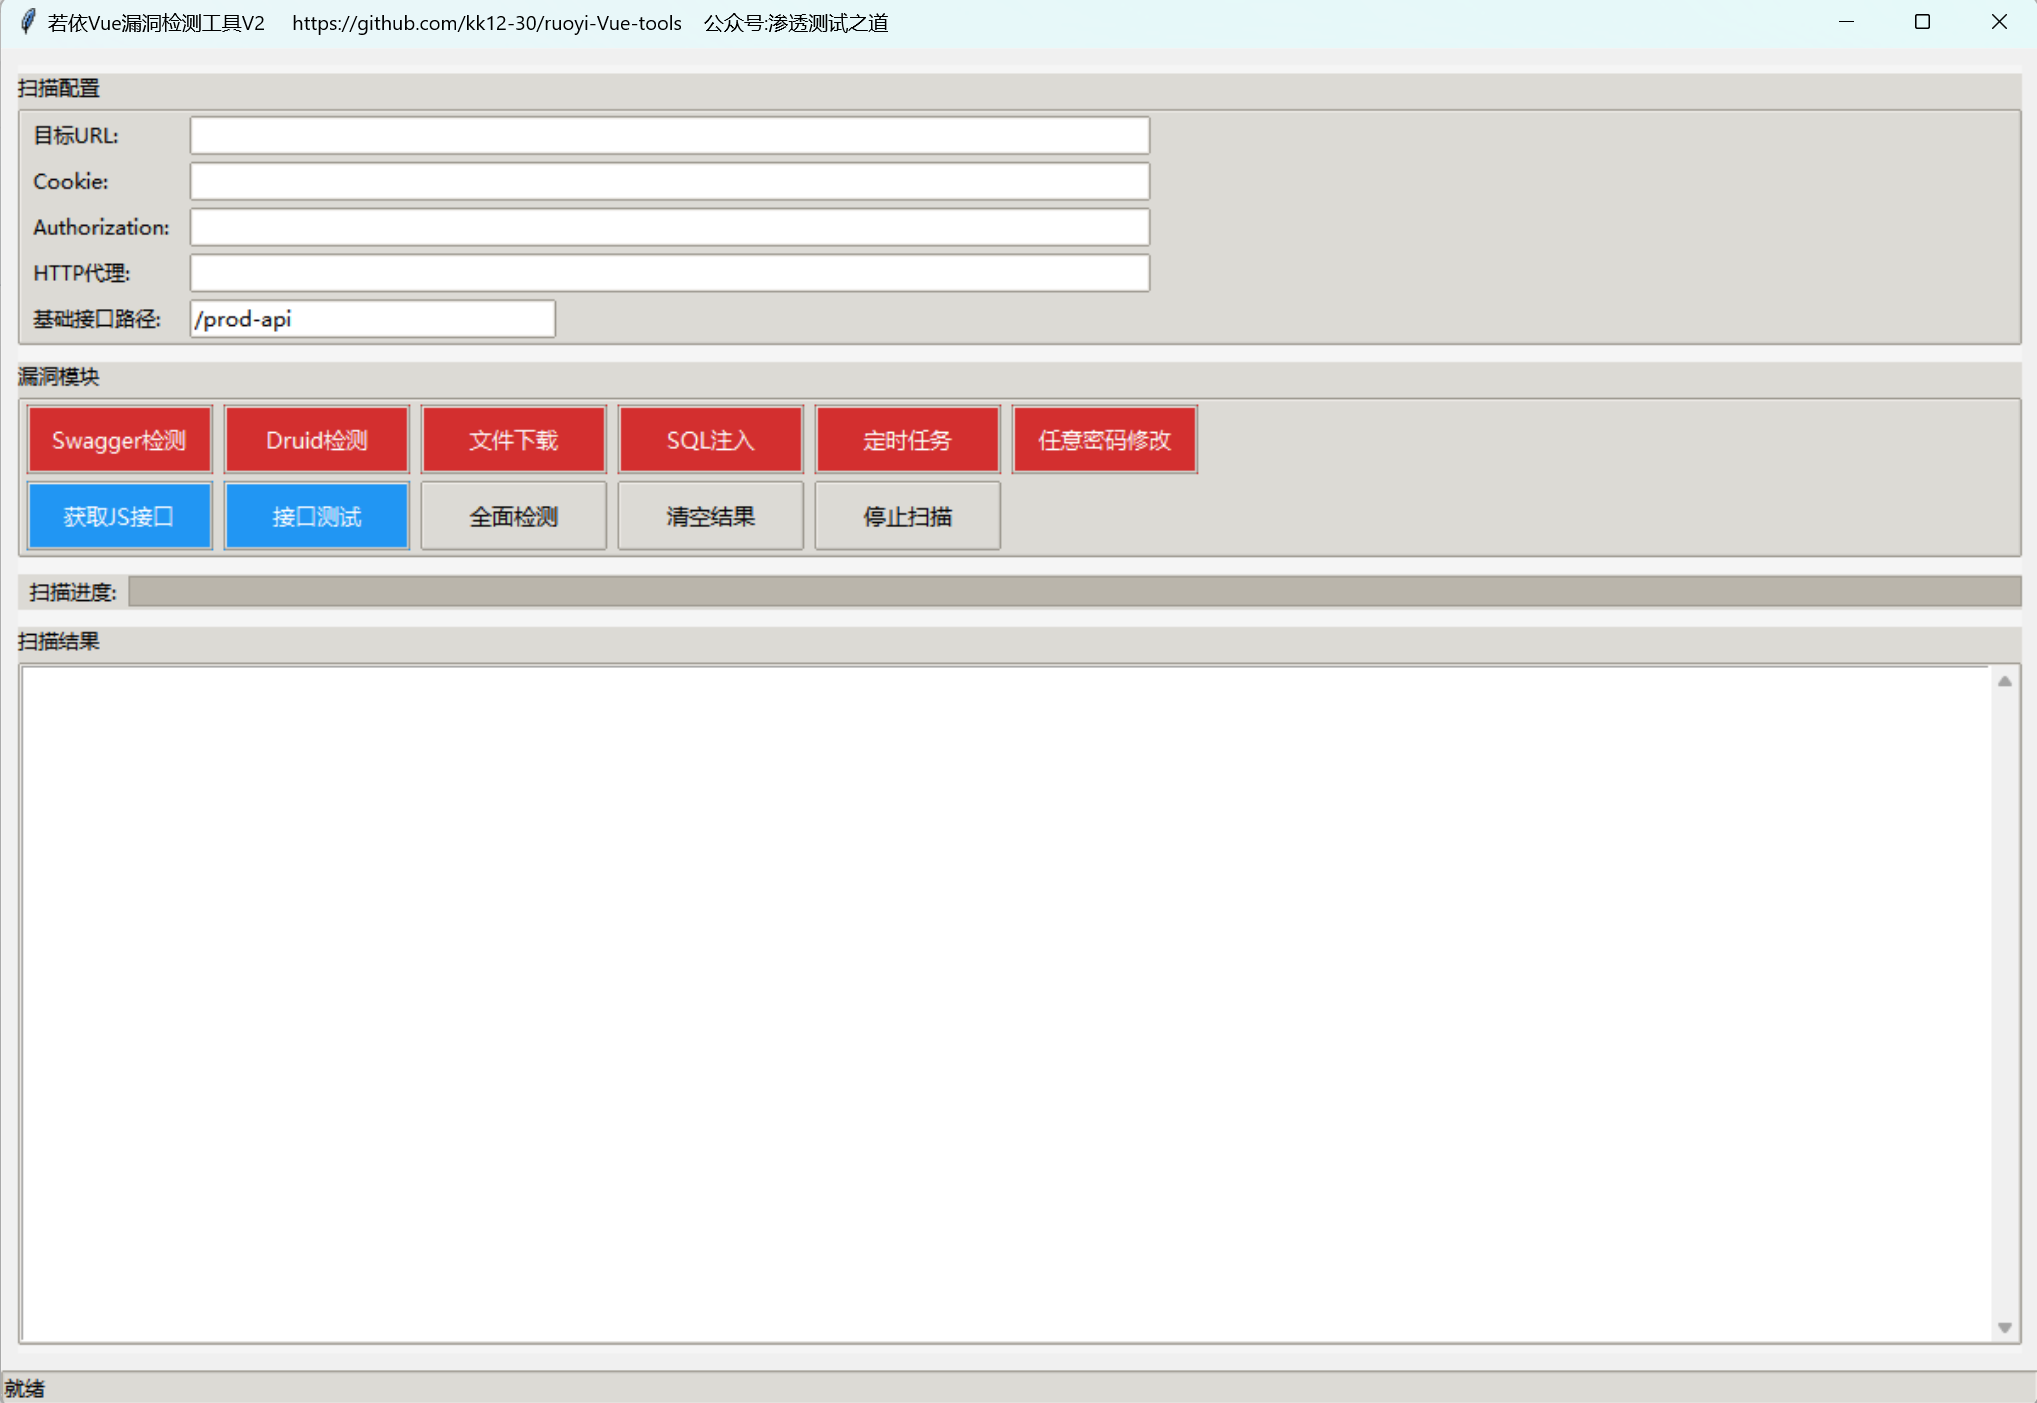 若依Vue漏洞检测工具V2 https://github.com/kk12-30/ruoyi-Vue-tools 公众号:渗透测试之道
扫描配置
目标URL:
Cookie:
Authorization:
HTTP代理:
基础接口路径: /prod-api
漏洞模块
Swagger检测 Druid检测 文件下载 SQL注入 定时任务 任意密码修改
获取JS接口 接口测试 全面检测 清空结果 停止扫描
扫描进度:
扫描结果
就绪